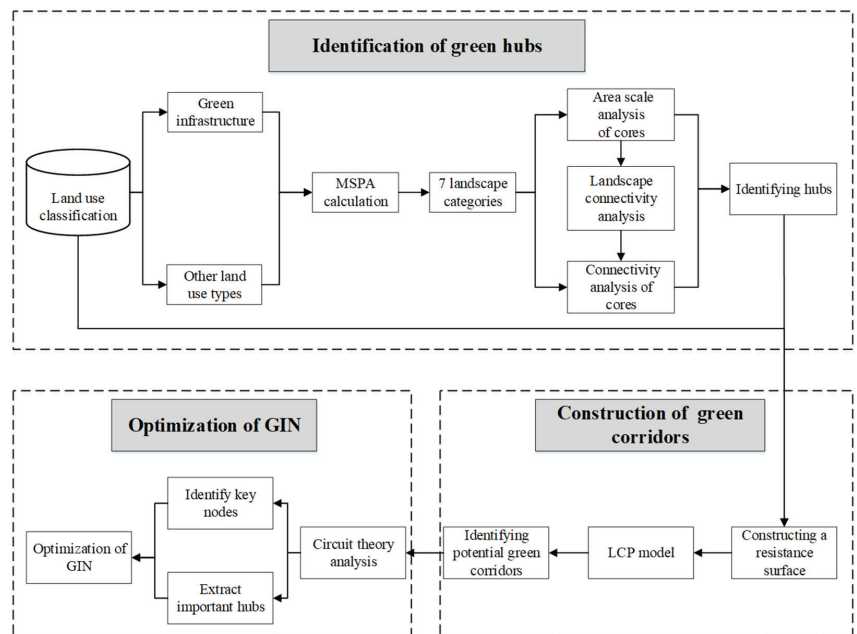 Identification of green hubs
Green
infrastructure
Land use
classification
Other land
use types
MSPA
calculation
7 landscape
categories
Area scale
analysis
of cores
Landscape
connectivity
analysis
Connectivity
analysis of
cores
Identifying hubs
Optimization of GIN
Identify key
nodes
Optimization of
GIN
Extract
important hubs
Circuit theory
analysis
Construction of green
corridors
Identifying
potential green
corridors
LCP model
Constructing a
resistance
surface